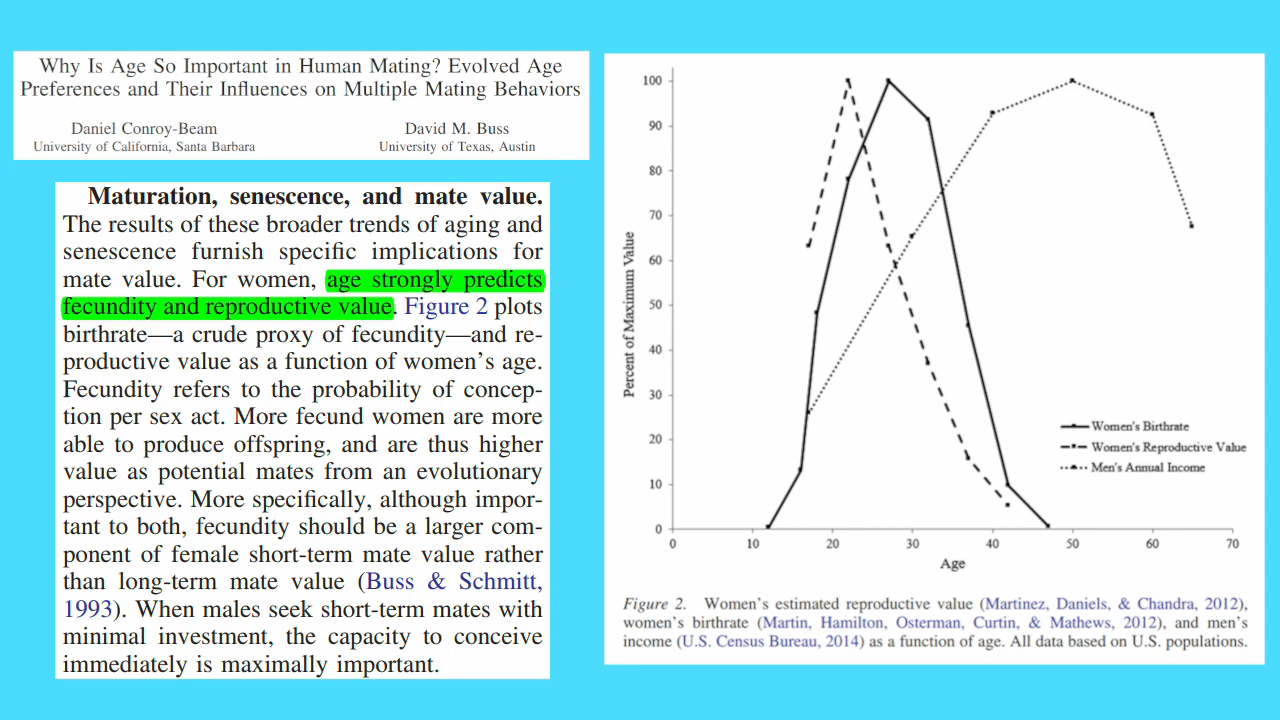 Why Is Age So Important in Human Mating? Evolved Age
Preferences and Their Influences on Multiple Mating Behaviors
Daniel Conroy-Beam
University of California, Santa Barbara
David M. Buss
University of Texas, Austin
Maturation, senescence, and mate value.
The results of these broader trends of aging and
senescence furnish specific implications for
mate value. For women, age strongly predicts
fecundity and reproductive value. Figure 2 plots
birthrate—a crude proxy of fecundity—and re-
productive value as a function of women's age.
Fecundity refers to the probability of concep-
tion per sex act. More fecund women are more
able to produce offspring, and are thus higher
value as potential mates from an evolutionary
perspective. More specifically, although impor-
tant to both, fecundity should be a larger com-
ponent of female short-term mate value rather
than long-term mate value (Buss & Schmitt,
1993). When males seek short-term mates with
minimal investment, the capacity to conceive
immediately is maximally important.
Percent of Maximum Value
100
90
80
70
60
50
40
30
20
10
0
0 10 20 30 40 50 60 70
Age
Women's Birthrate
Women's Reproductive Value
Men's Annual Income
Figure 2. Women's estimated reproductive value (Martinez, Daniels, & Chandra, 2012),
women's birthrate (Martin, Hamilton, Osterman, Curtin, & Mathews, 2012), and men's
income (U.S. Census Bureau, 2014) as a function of age. All data based on U.S. populations.